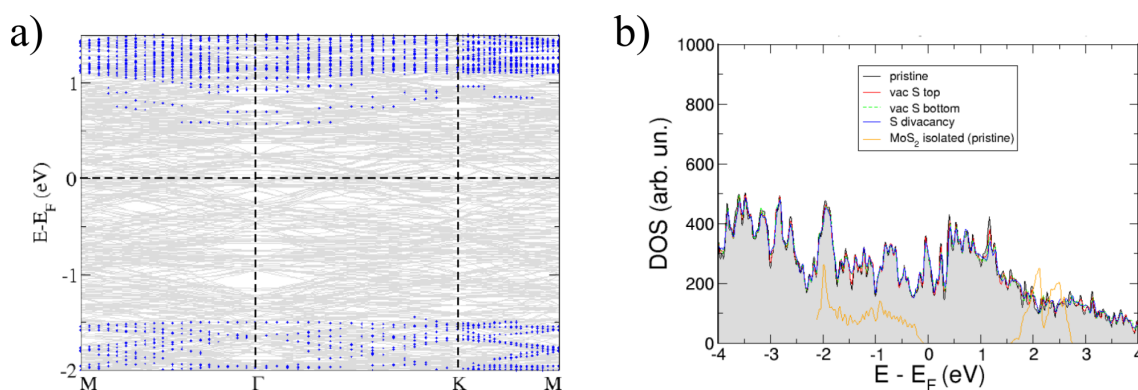 a)
E-E_F (eV)
1
0
-1
-2
M
Γ
K
M
b)
DOS (arb. un.)
1000
800
600
400
200
0
pristine
vac S top
vac S bottom
S divacancy
MoS₂ isolated (pristine)
-4
-3
-2
-1
0
1
2
3
4
E - E_F (eV)